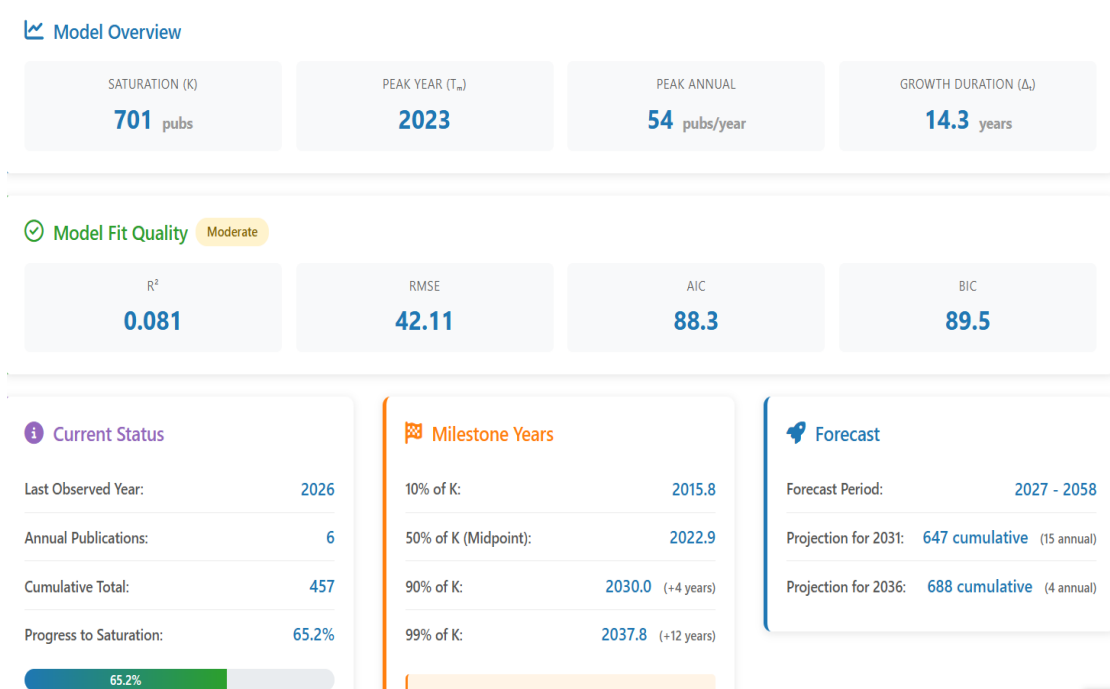 Model Overview
SATURATION (K)
701 pubs
PEAK YEAR (Tm)
2023
PEAK ANNUAL
54 pubs/year
GROWTH DURATION (Δt)
14.3 years
Model Fit Quality Moderate
R²
0.081
RMSE
42.11
AIC
88.3
BIC
89.5
Current Status
Last Observed Year: 2026
Annual Publications: 6
Cumulative Total: 457
Progress to Saturation: 65.2%
65.2%
Milestone Years
10% of K: 2015.8
50% of K (Midpoint): 2022.9
90% of K: 2030.0 (+4 years)
99% of K: 2037.8 (+12 years)
Forecast
Forecast Period: 2027 - 2058
Projection for 2031: 647 cumulative (15 annual)
Projection for 2036: 688 cumulative (4 annual)